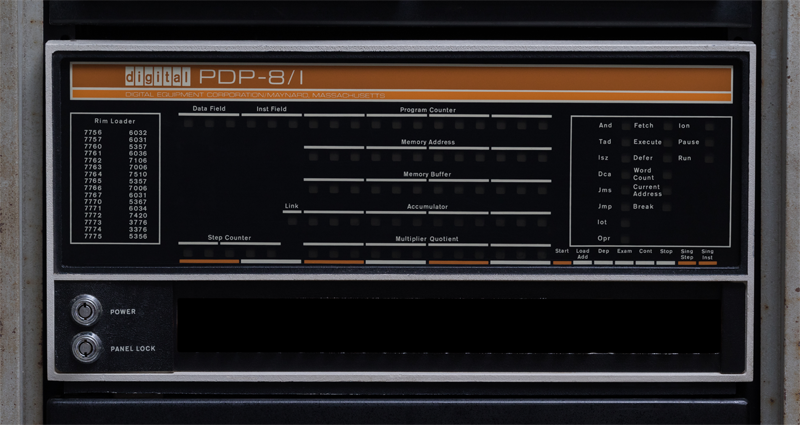 digital PDP-8/I
DIGITAL EQUIPMENT CORPORATION/MAYNARD, MASSACHUSETTS
Rim Loader
7756 6032
7757 6031
7760 5357
7761 6036
7762 7106
7763 7006
7764 7510
7765 5357
7766 7006
7767 6031
7770 5367
7771 6034
7772 7420
7773 3776
7774 3376
7775 5356
Data Field Inst Field Program Counter
Memory Address
Memory Buffer
Link Accumulator
Step Counter Multiplier Quotient
And Fetch Ion
Tad Execute Pause
Isz Defer Run
Dca Word Count
Jms Current Address
Jmp Break
Iot
Opr
Start Load Add Dep Exam Cont Stop Sing Step Sing Inst
POWER
PANEL LOCK